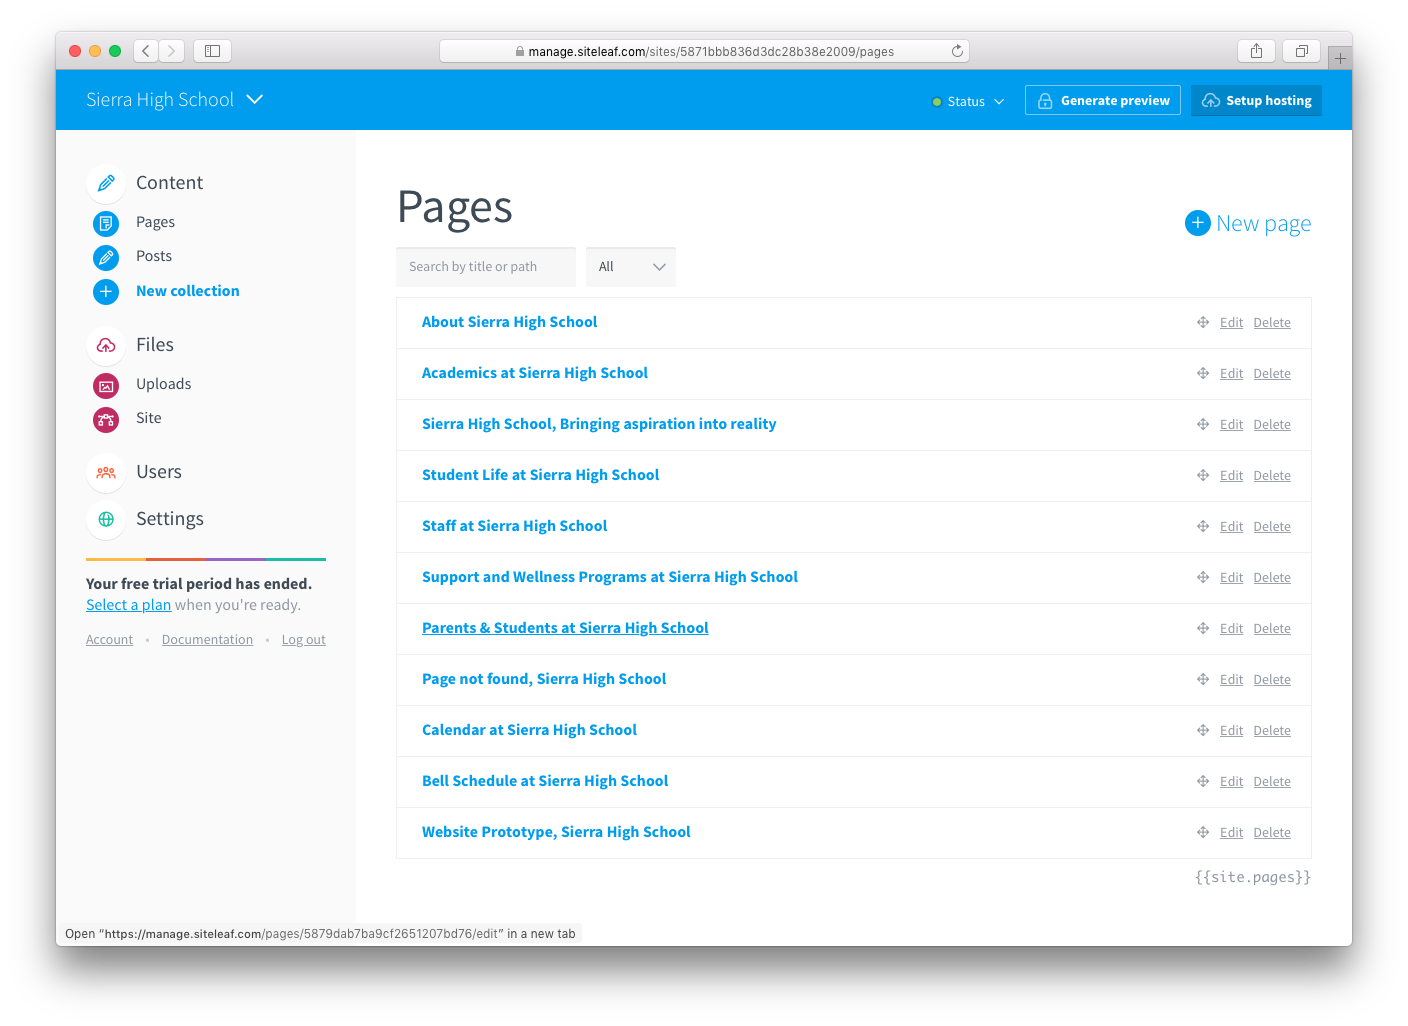 manage.siteleaf.com/sites/5871bbb836d3dc28b38e2009/pages
Sierra High School
Status
Generate preview
Setup hosting
Content
Pages
Posts
New collection
Files
Uploads
Site
Users
Settings
Your free trial period has ended.
Select a plan when you're ready.
Account • Documentation • Log out
Pages
New page
Search by title or path
All
About Sierra High School Edit Delete
Academics at Sierra High School Edit Delete
Sierra High School, Bringing aspiration into reality Edit Delete
Student Life at Sierra High School Edit Delete
Staff at Sierra High School Edit Delete
Support and Wellness Programs at Sierra High School Edit Delete
Parents & Students at Sierra High School Edit Delete
Page not found, Sierra High School Edit Delete
Calendar at Sierra High School Edit Delete
Bell Schedule at Sierra High School Edit Delete
Website Prototype, Sierra High School Edit Delete
{{site.pages}}
Open “https://manage.siteleaf.com/pages/5879dab7ba9cf2651207bd76/edit” in a new tab